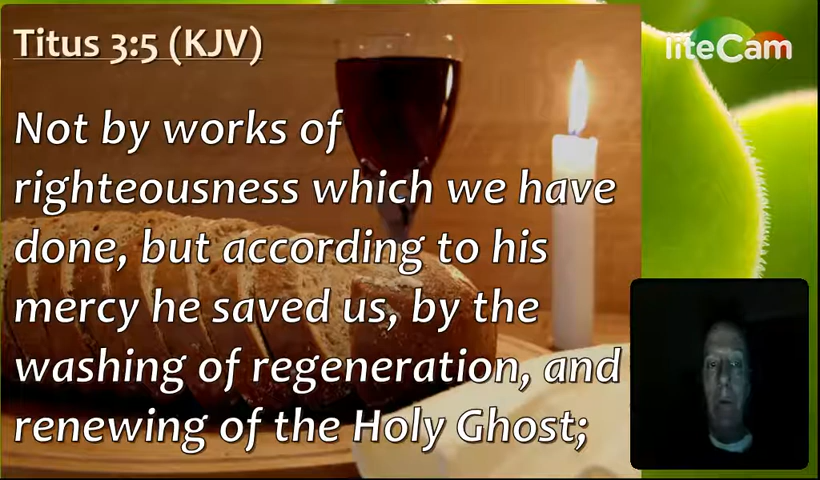 Titus 3:5 (KJV)
liteCam
Not by works of
righteousness which we have
done, but according to his
mercy he saved us, by the
washing of regeneration, and
renewing of the Holy Ghost;